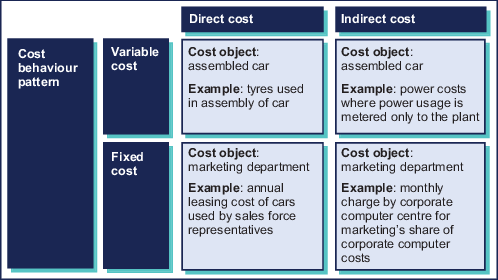 Direct cost
Indirect cost
Cost
behaviour
pattern
Variable
cost
Cost object:
assembled car
Example: tyres used
in assembly of car
Cost object:
assembled car
Example: power costs
where power usage is
metered only to the plant
Fixed
cost
Cost object:
marketing department
Example: annual
leasing cost of cars
used by sales force
representatives
Cost object:
marketing department
Example: monthly
charge by corporate
computer centre for
marketing's share of
corporate computer
costs